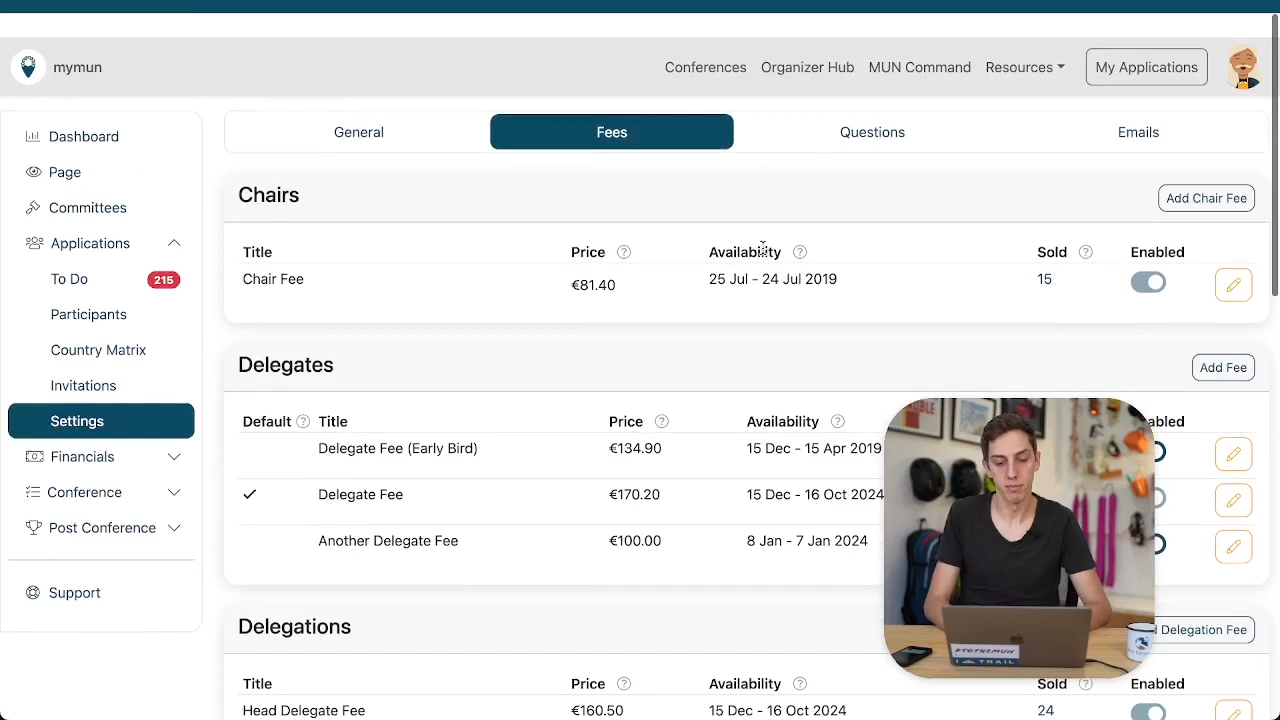 mymun
Conferences Organizer Hub MUN Command Resources My Applications
Dashboard
Page
Committees
Applications
To Do 215
Participants
Country Matrix
Invitations
Settings
Financials
Conference
Post Conference
Support
General Fees Questions Emails
Chairs Add Chair Fee
Title Price ? Availability ? Sold ? Enabled
Chair Fee €81.40 25 Jul - 24 Jul 2019 15
Delegates Add Fee
Default ? Title Price ? Availability ? abled
Delegate Fee (Early Bird) €134.90 15 Dec - 15 Apr 2019
Delegate Fee €170.20 15 Dec - 16 Oct 2024
Another Delegate Fee €100.00 8 Jan - 7 Jan 2024
Delegations d Delegation Fee
Title Price ? Availability ? Sold ? Enabled
Head Delegate Fee €160.50 15 Dec - 16 Oct 2024 24
#TOTHEMUN
TRAIL